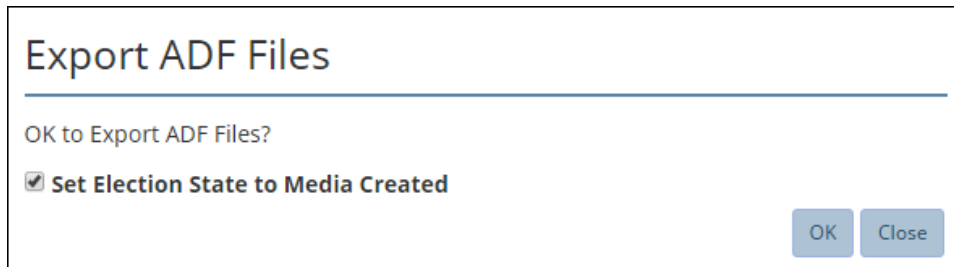 Export ADF Files
OK to Export ADF Files?
Set Election State to Media Created
OK Close